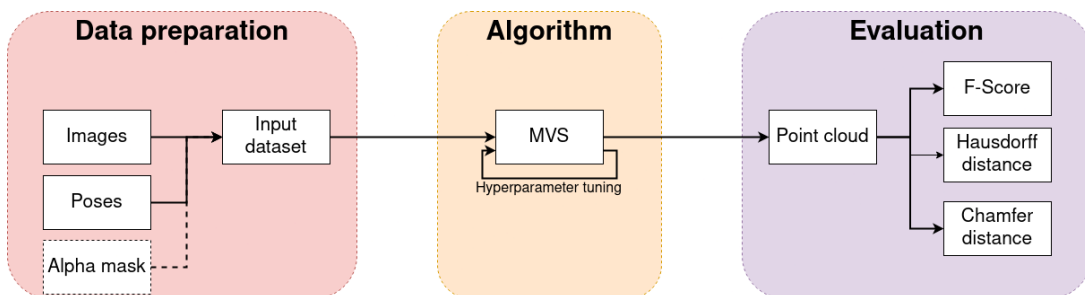 Data preparation
Images
Poses
Alpha mask
Input
dataset
Algorithm
MVS
Hyperparameter tuning
Evaluation
Point cloud
F-Score
Hausdorff
distance
Chamfer
distance